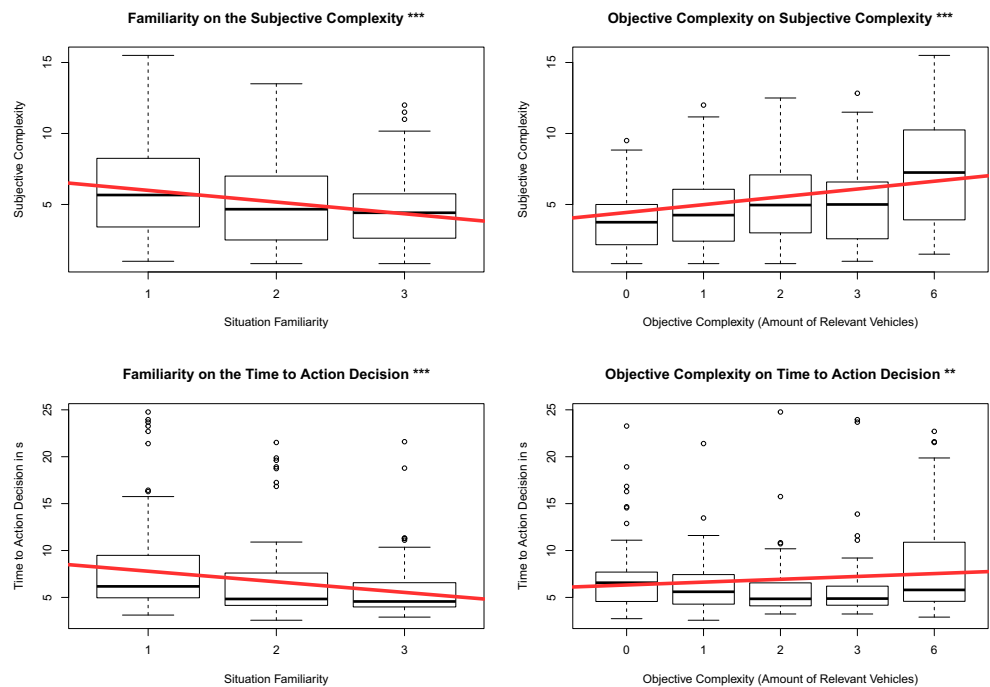 Familiarity on the Subjective Complexity ***
Subjective Complexity
15
10
5
1 2 3
Situation Familiarity
Objective Complexity on Subjective Complexity ***
Subjective Complexity
15
10
5
0 1 2 3 6
Objective Complexity (Amount of Relevant Vehicles)
Familiarity on the Time to Action Decision ***
Time to Action Decision in s
25
20
15
10
5
1 2 3
Situation Familiarity
Objective Complexity on Time to Action Decision **
Time to Action Decision in s
25
20
15
10
5
0 1 2 3 6
Objective Complexity (Amount of Relevant Vehicles)